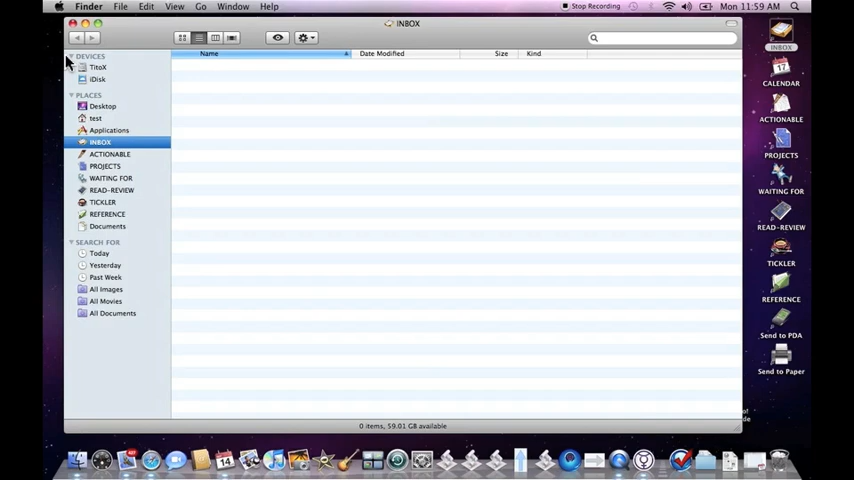 Finder File Edit View Go Window Help Stop Recording Mon 11:59 AM
INBOX
Name Date Modified Size Kind
DEVICES
TitoX
iDisk
PLACES
Desktop
test
Applications
INBOX
ACTIONABLE
PROJECTS
WAITING FOR
READ-REVIEW
TICKLER
REFERENCE
Documents
SEARCH FOR
Today
Yesterday
Past Week
All Images
All Movies
All Documents
0 items, 59.01 GB available
INBOX
17
CALENDAR
ACTIONABLE
PROJECTS
WAITING FOR
READ-REVIEW
TICKLER
REFERENCE
Send to PDA
Send to Paper
14